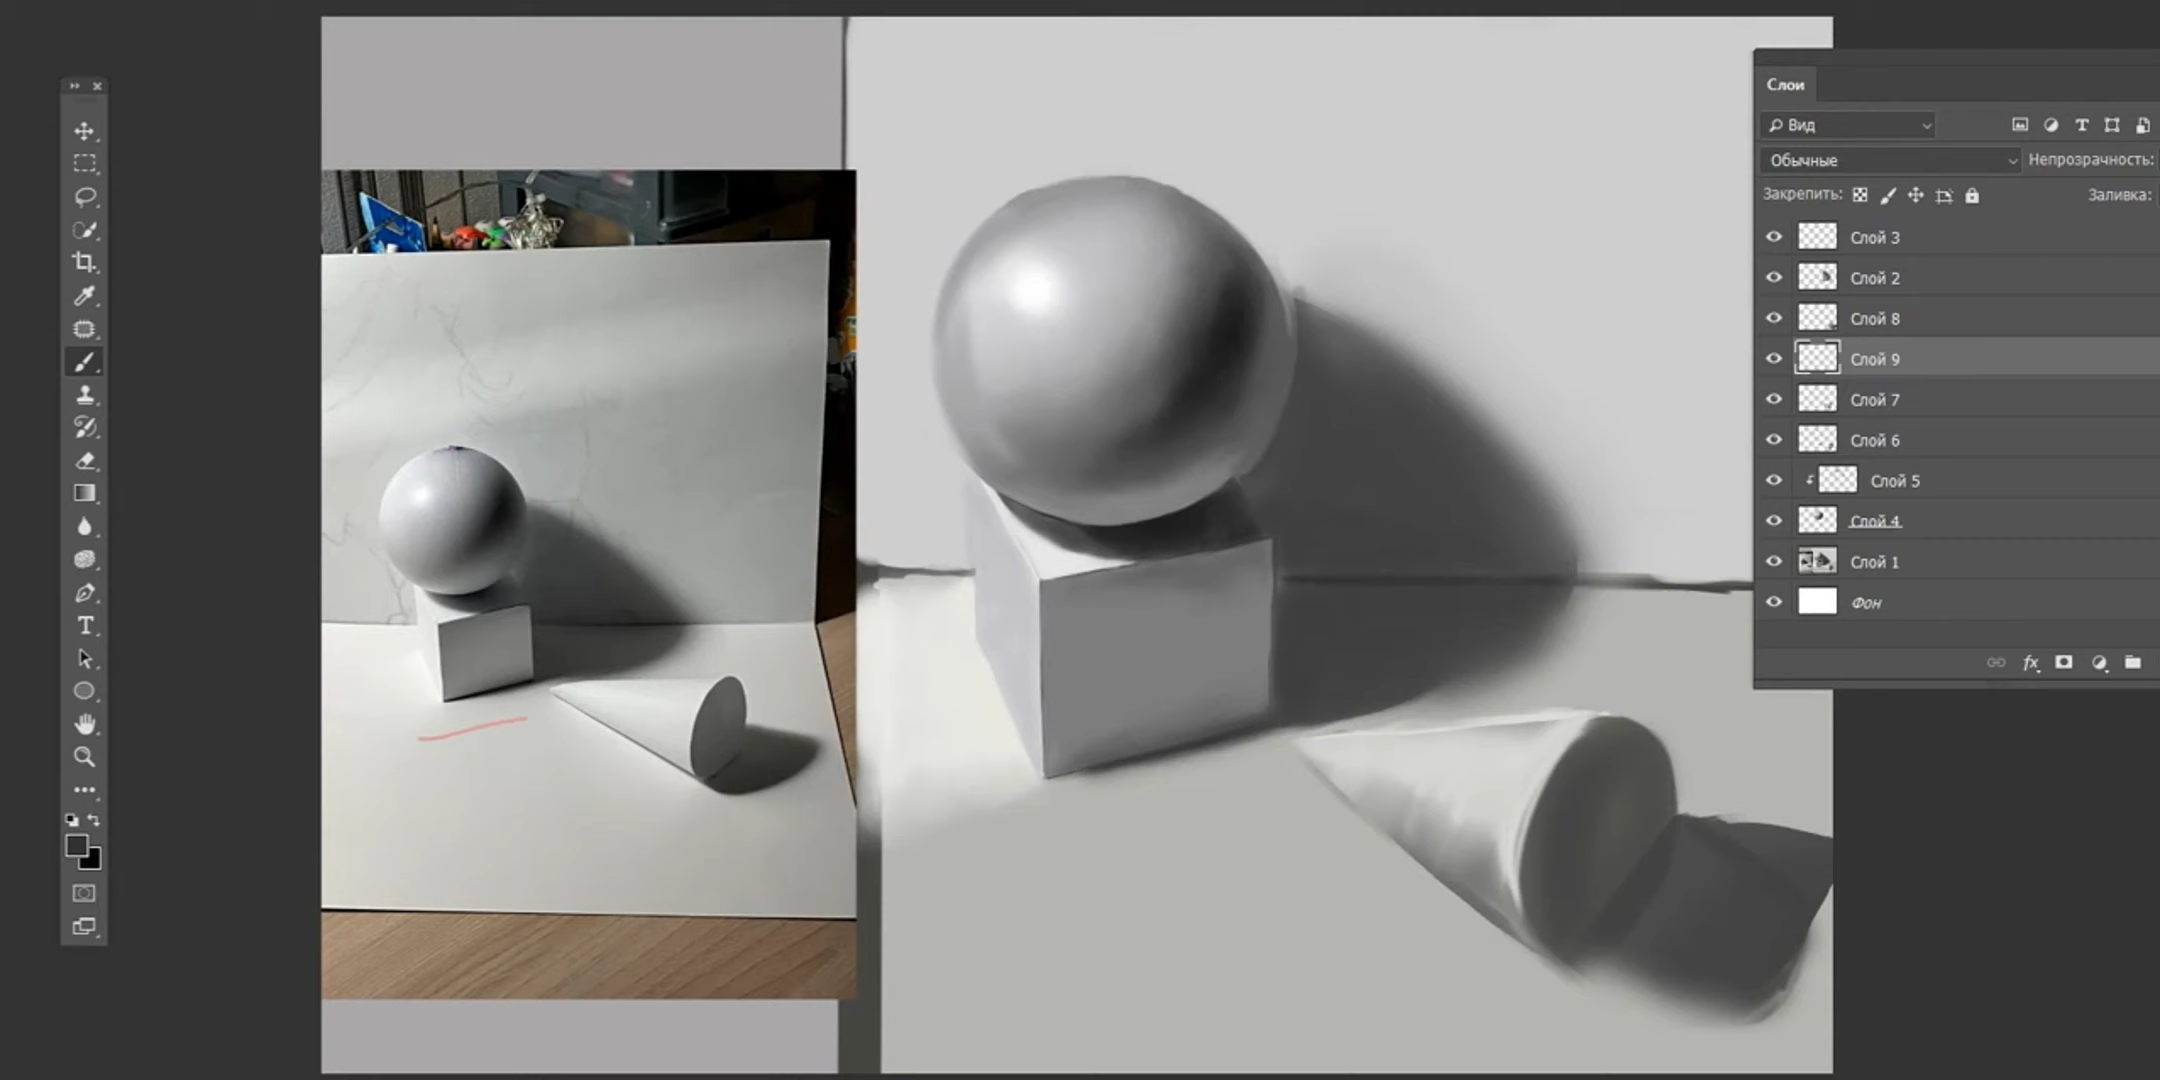 Слои
Вид
Обычные
Непрозрачность:
Закрепить:
Заливка:
Слой 3
Слой 2
Слой 8
Слой 9
Слой 7
Слой 6
Слой 5
Слой 4
Слой 1
Фон